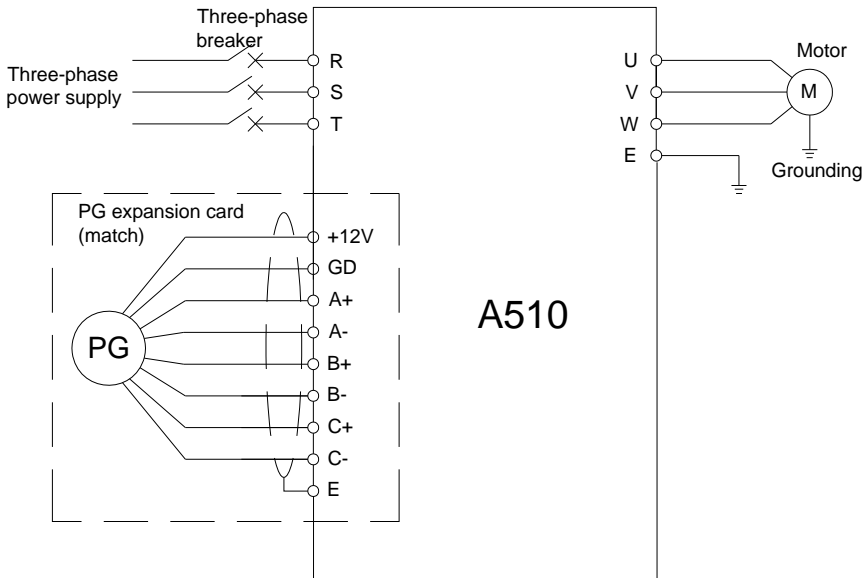 Three-phase
breaker
Three-phase
power supply
R
S
T
U
V
W
E
Motor
M
Grounding
PG expansion card
(match)
PG
+12V
GD
A+
A-
B+
B-
C+
C-
E
A510